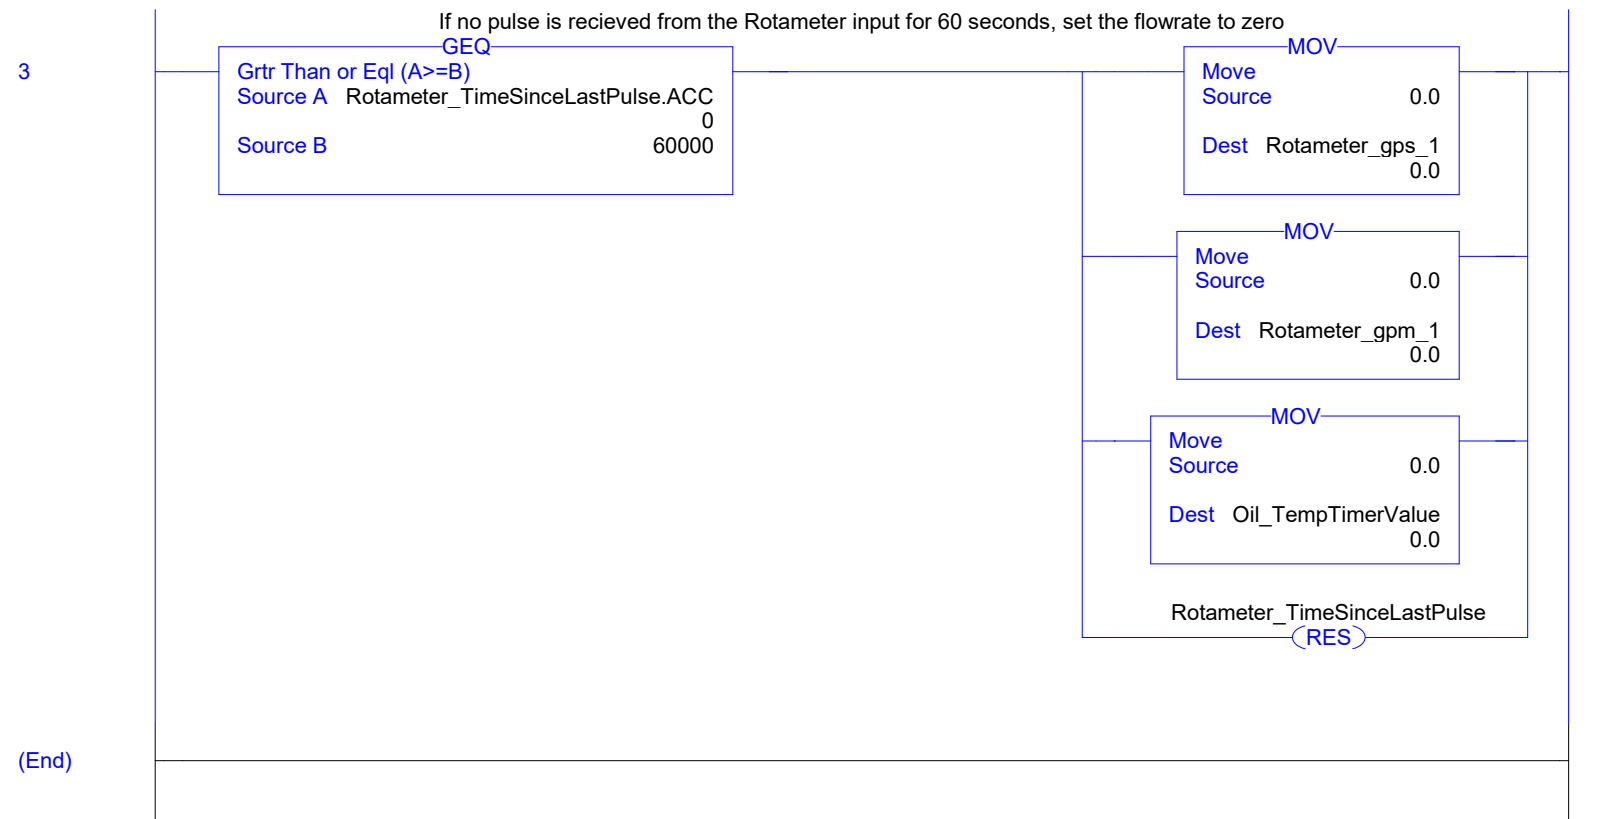 If no pulse is recieved from the Rotameter input for 60 seconds, set the flowrate to zero
3
GEQ
Grtr Than or Eql (A>=B)
Source A Rotameter_TimeSinceLastPulse.ACC
0
Source B 60000
MOV
Move
Source 0.0
Dest Rotameter_gps_1
0.0
MOV
Move
Source 0.0
Dest Rotameter_gpm_1
0.0
MOV
Move
Source 0.0
Dest Oil_TempTimerValue
0.0
Rotameter_TimeSinceLastPulse
RES
(End)